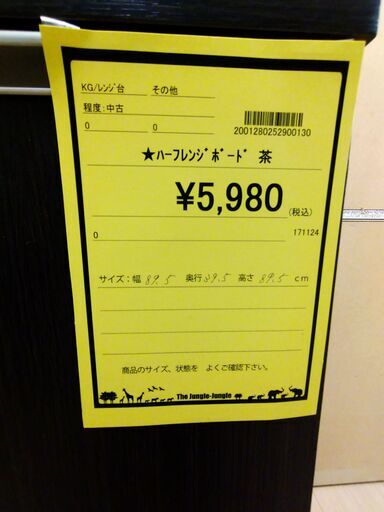 KG/ﾚﾝｼﾞ台 その他
程度:中古
0 0
2001280252900130
★ﾊｰﾌﾚﾝｼﾞﾎﾞｰﾄﾞ 茶
¥5,980(税込)
0 171124
サイズ:幅 89.5 奥行 39.5 高さ 89.5 cm
商品のサイズ、状態を よくご確認下さい。
The Jungle-Jungle